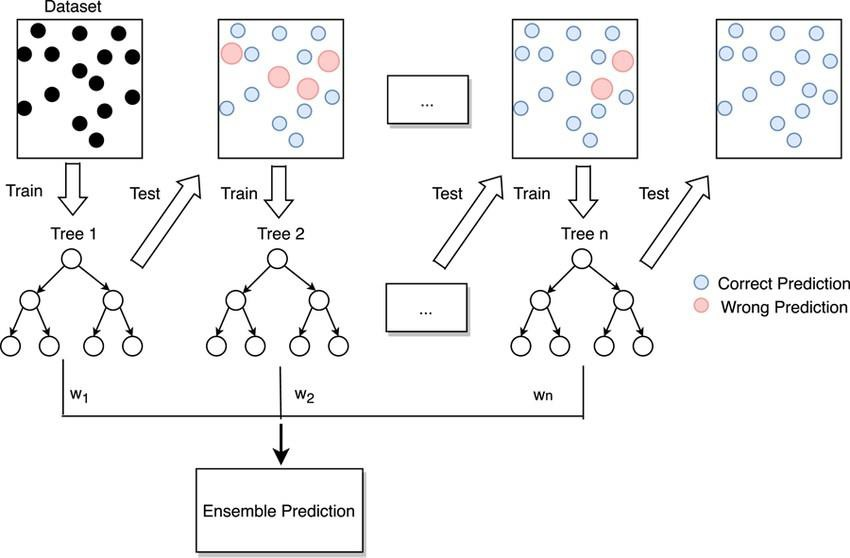 Dataset
...
Train
Test
Train
Test
Train
Test
Tree 1
Tree 2
Tree n
Correct Prediction
Wrong Prediction
...
w1
w2
wn
Ensemble Prediction